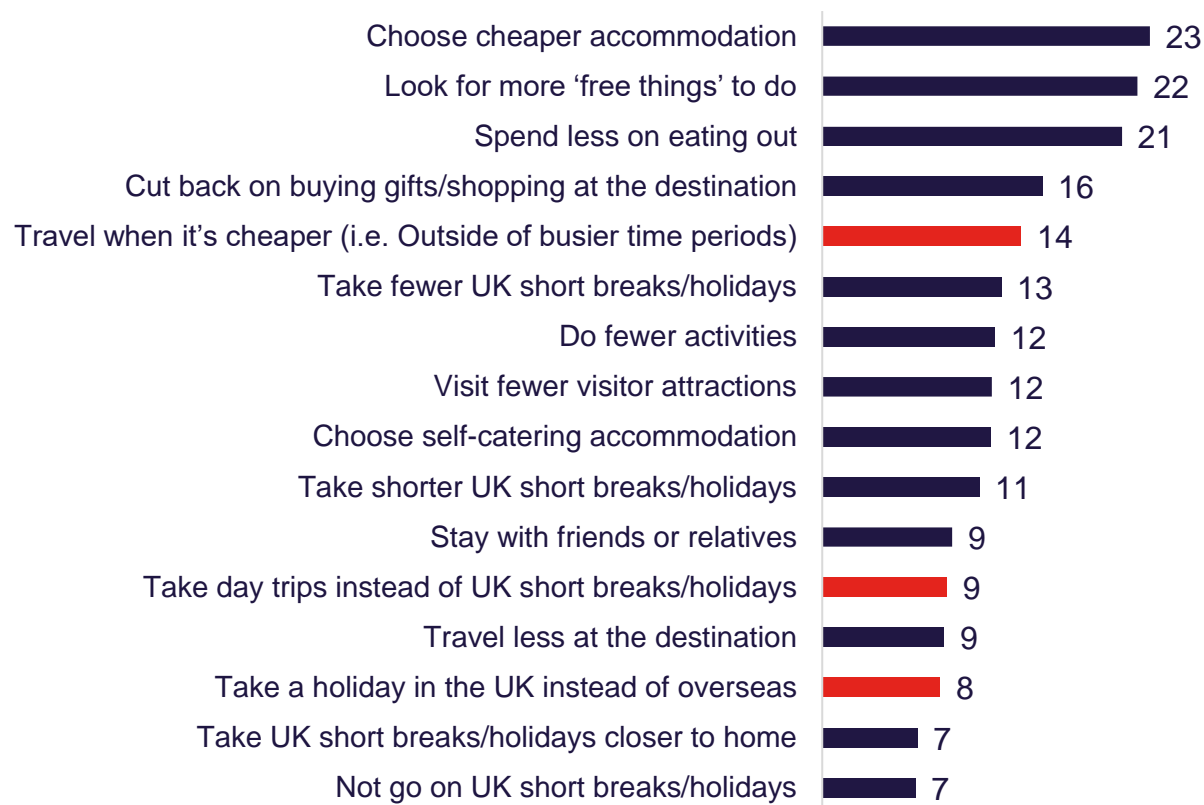 Choose cheaper accommodation 23
Look for more ‘free things’ to do 22
Spend less on eating out 21
Cut back on buying gifts/shopping at the destination 16
Travel when it’s cheaper (i.e. Outside of busier time periods) 14
Take fewer UK short breaks/holidays 13
Do fewer activities 12
Visit fewer visitor attractions 12
Choose self-catering accommodation 12
Take shorter UK short breaks/holidays 11
Stay with friends or relatives 9
Take day trips instead of UK short breaks/holidays 9
Travel less at the destination 9
Take a holiday in the UK instead of overseas 8
Take UK short breaks/holidays closer to home 7
Not go on UK short breaks/holidays 7